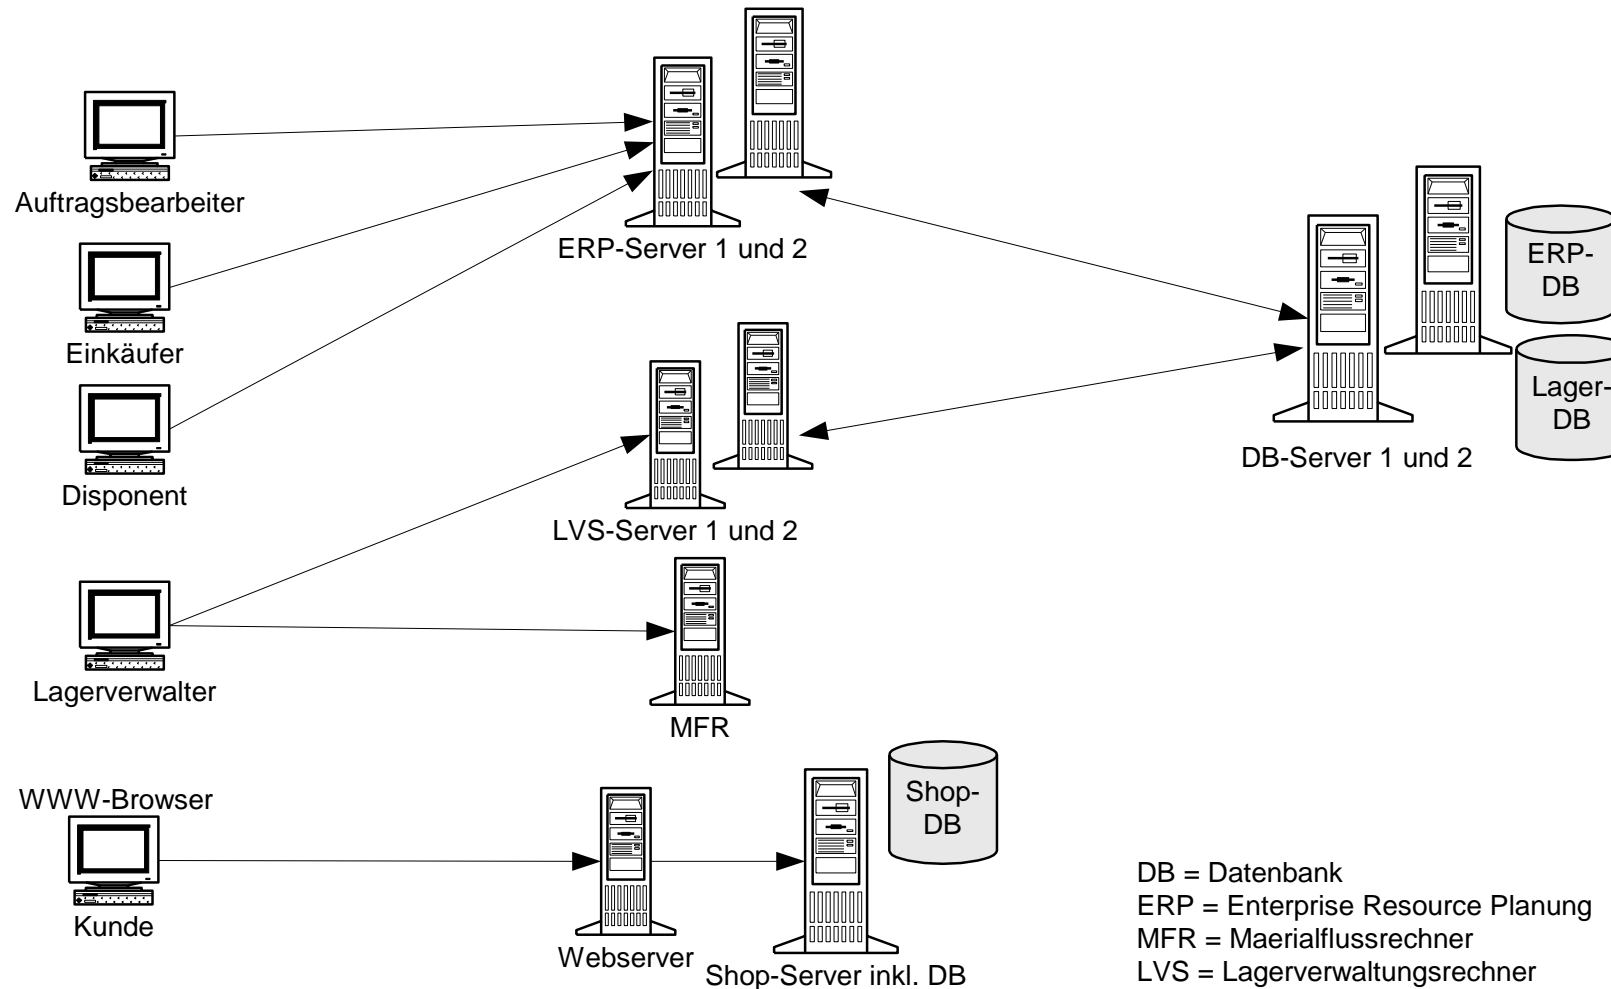 Auftragsbearbeiter
ERP-Server 1 und 2
ERP-
DB
Einkäufer
Lager-
DB
Disponent
DB-Server 1 und 2
LVS-Server 1 und 2
Lagerverwalter
MFR
WWW-Browser
Shop-
DB
Kunde
Webserver
Shop-Server inkl. DB
DB = Datenbank
ERP = Enterprise Resource Planung
MFR = Maerialflussrechner
LVS = Lagerverwaltungsrechner